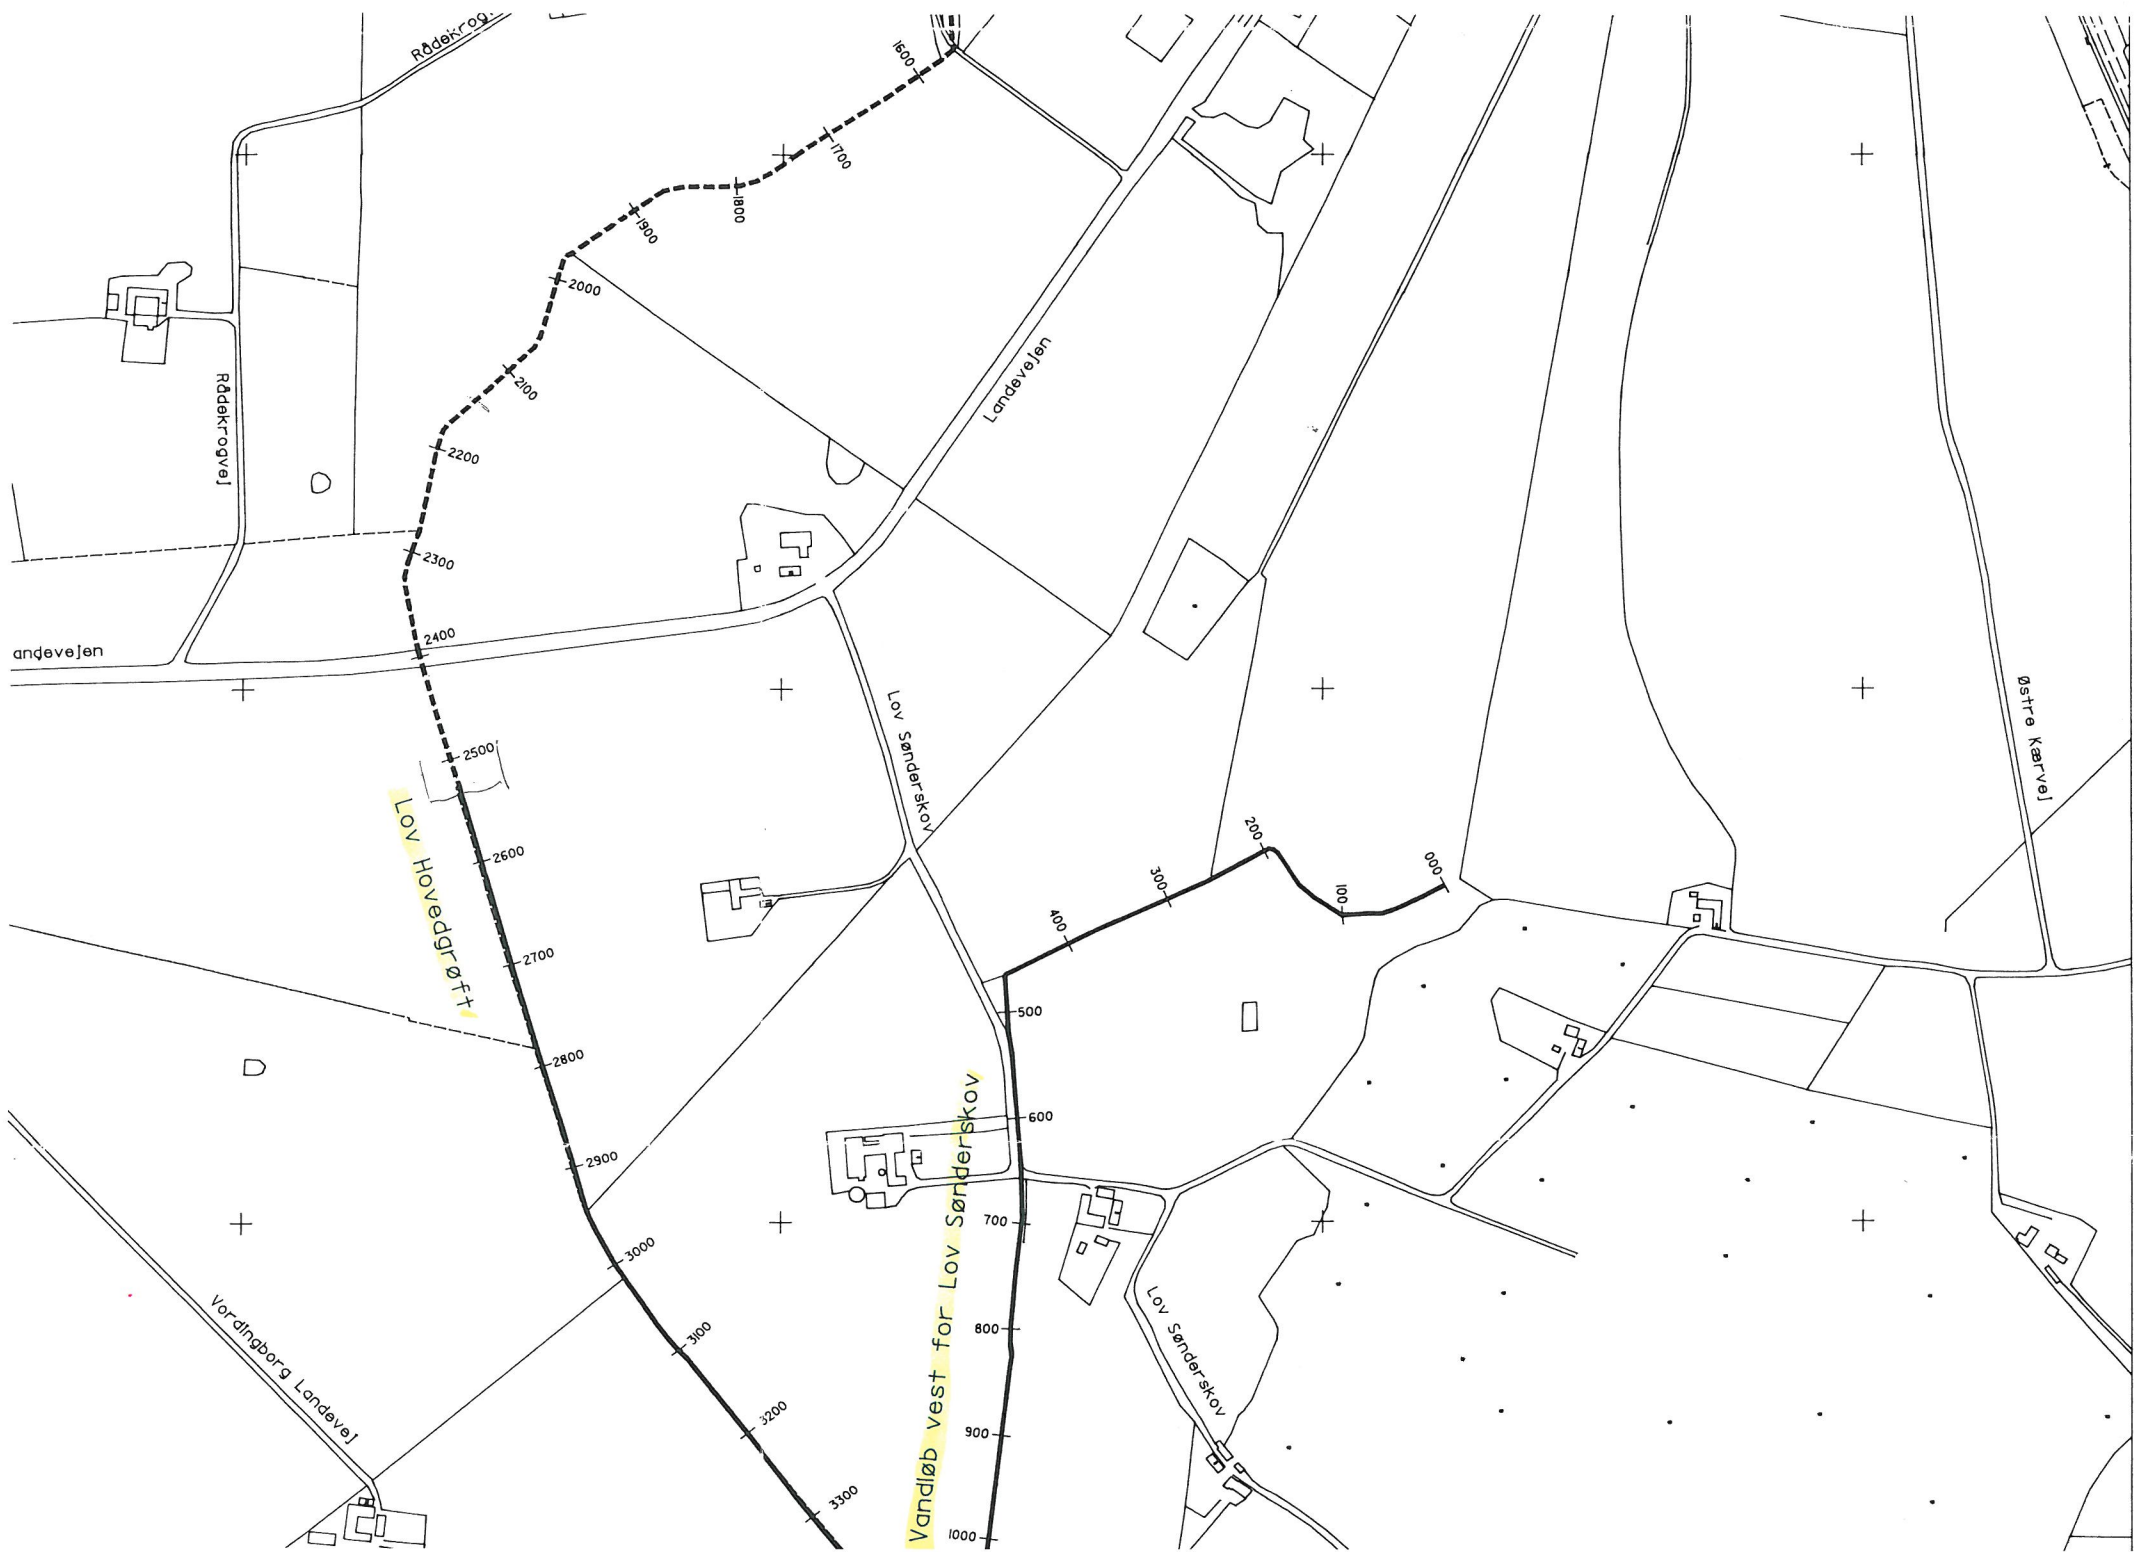 Rådekrog
1600
1700
1800
1900
2000
2100
2200
2300
2400
2500
2600
2700
2800
2900
3000
3100
3200
3300
Rådekrogvej
Landevejen
andevejen
Lov Sønderskov
Østre Kærvej
Lov Hovedgrøft
000
100
200
300
400
500
600
700
800
900
1000
Vandløb vest for Lov Sønderskov
Lov Sønderskov
Vordingborg Landevej